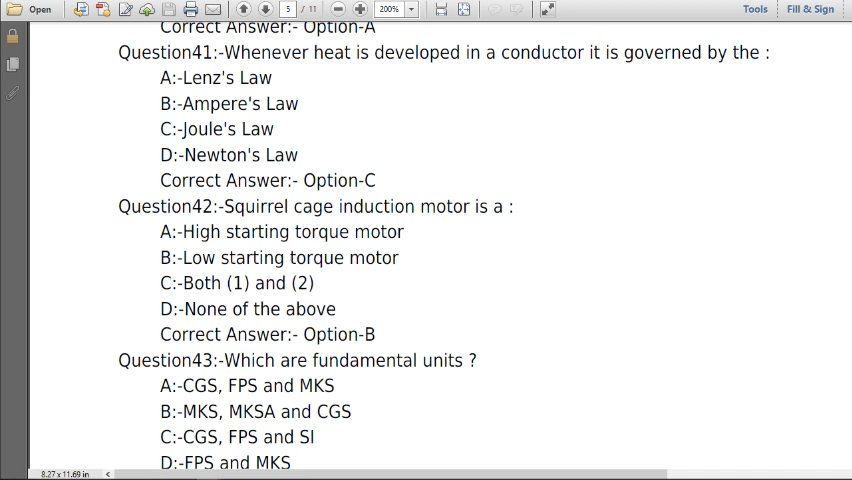 Open
5 / 11
200%
Tools
Fill & Sign
Correct Answer:- Option-A
Question41:-Whenever heat is developed in a conductor it is governed by the :
A:-Lenz's Law
B:-Ampere's Law
C:-Joule's Law
D:-Newton's Law
Correct Answer:- Option-C
Question42:-Squirrel cage induction motor is a :
A:-High starting torque motor
B:-Low starting torque motor
C:-Both (1) and (2)
D:-None of the above
Correct Answer:- Option-B
Question43:-Which are fundamental units ?
A:-CGS, FPS and MKS
B:-MKS, MKSA and CGS
C:-CGS, FPS and SI
D:-FPS and MKS
8.27 x 11.69 in